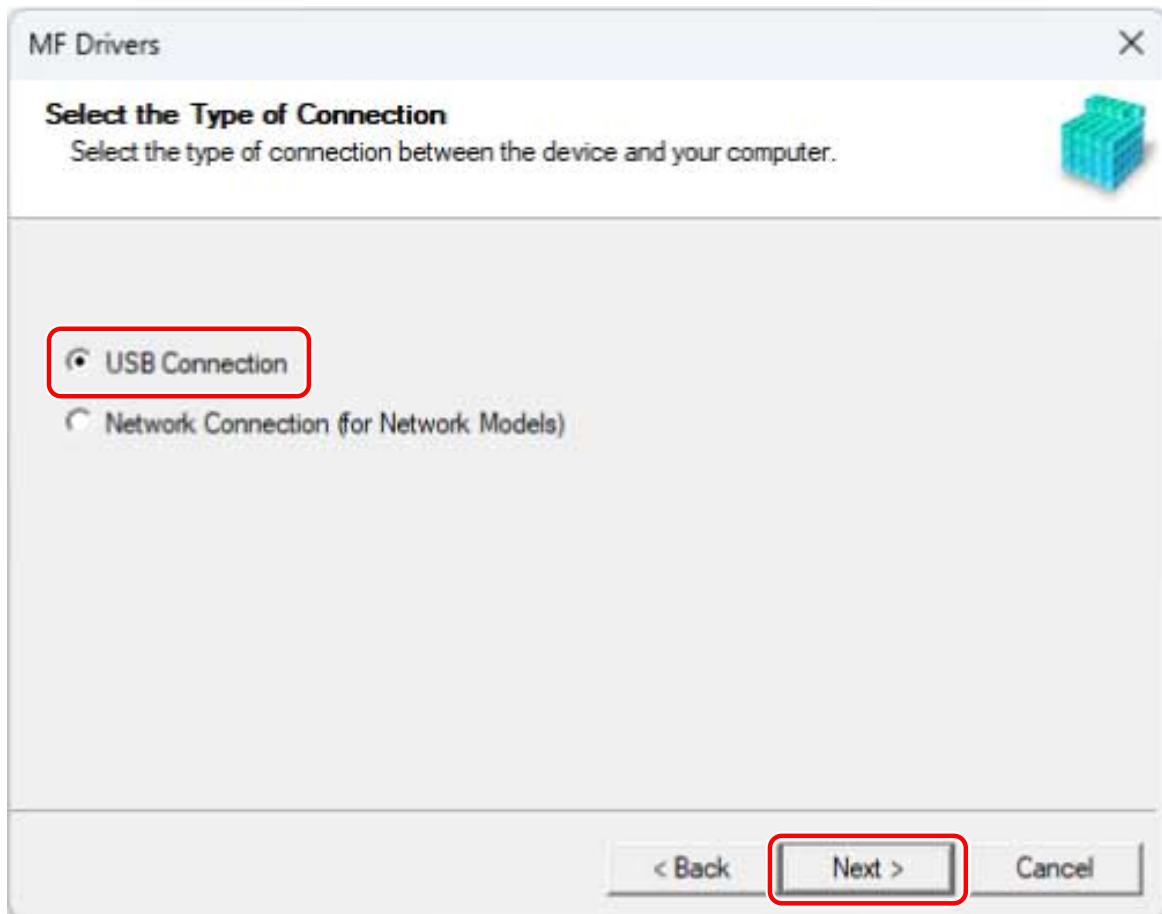 MF Drivers
Select the Type of Connection
Select the type of connection between the device and your computer.
USB Connection
Network Connection (for Network Models)
< Back
Next >
Cancel